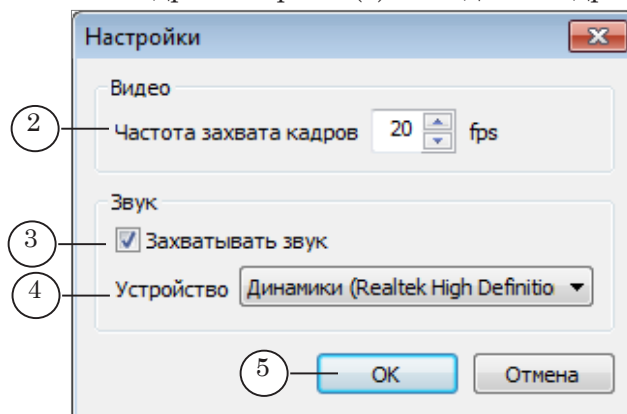 Настройки
Видео
2
Частота захвата кадров 20 fps
Звук
3
Захватывать звук
4
Устройство Динамики (Realtek High Definitio
5
OK Отмена